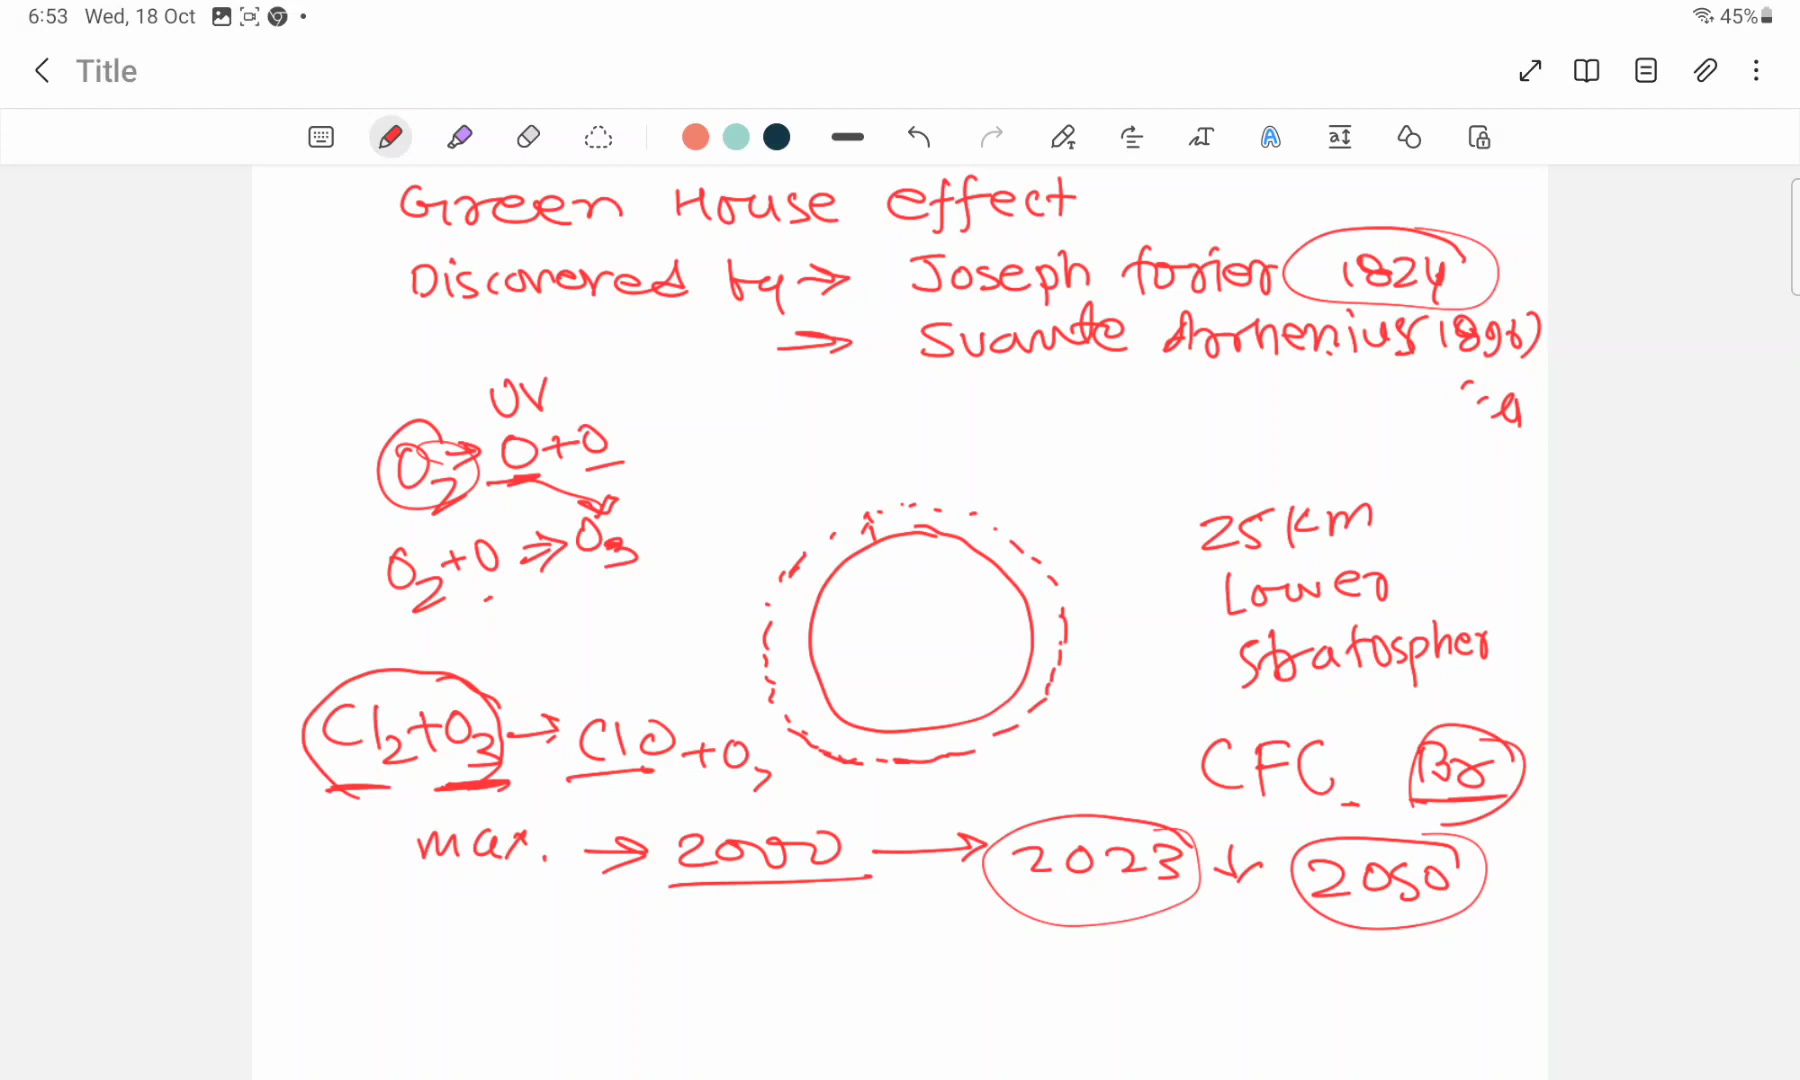 6:53 Wed, 18 Oct 45%
Title
Green House effect
Discovered by → Joseph forier 1824
→ Svante Arrhenius (1896)
UV
O2 → O+O
O2+O ⇒ O3
25 Km
Lower
Stratospher
Cl2+O3 → ClO+O2
CFC Br
max. → 2000 → 2023 ↓ 2050